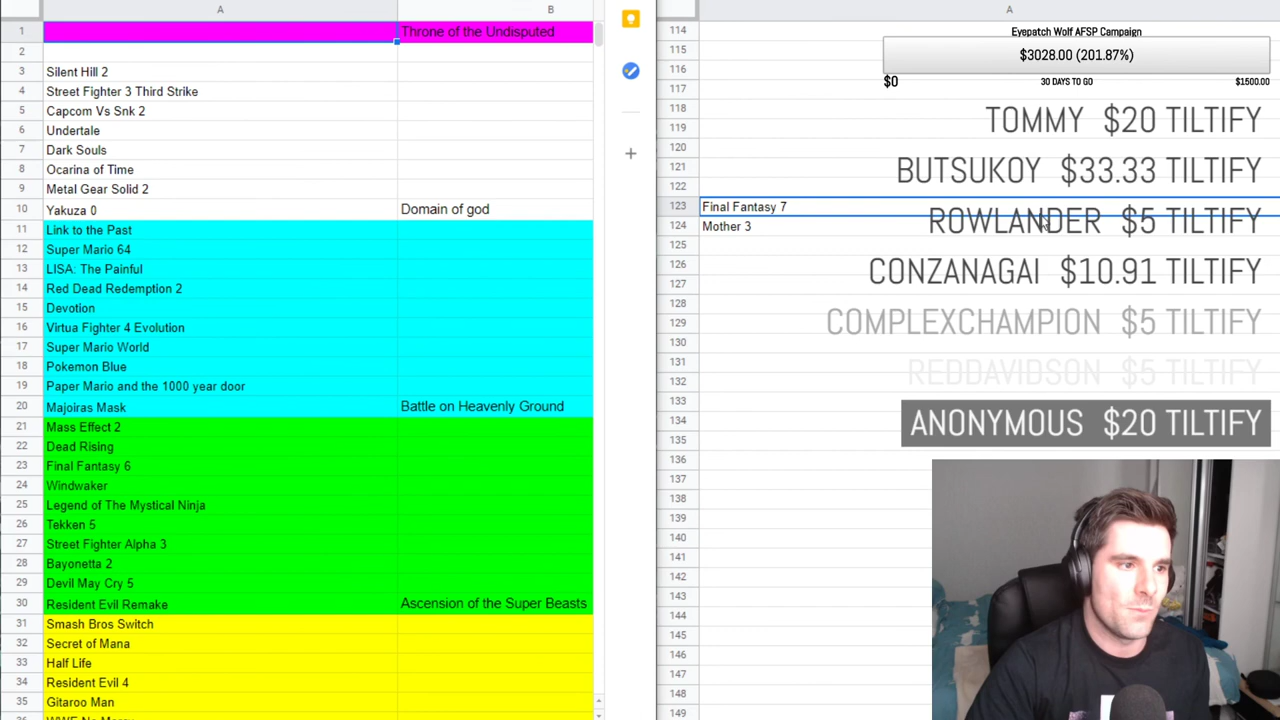 A B
1 Throne of the Undisputed
2
3 Silent Hill 2
4 Street Fighter 3 Third Strike
5 Capcom Vs Snk 2
6 Undertale
7 Dark Souls
8 Ocarina of Time
9 Metal Gear Solid 2
10 Yakuza 0 Domain of god
11 Link to the Past
12 Super Mario 64
13 LISA: The Painful
14 Red Dead Redemption 2
15 Devotion
16 Virtua Fighter 4 Evolution
17 Super Mario World
18 Pokemon Blue
19 Paper Mario and the 1000 year door
20 Majoiras Mask Battle on Heavenly Ground
21 Mass Effect 2
22 Dead Rising
23 Final Fantasy 6
24 Windwaker
25 Legend of The Mystical Ninja
26 Tekken 5
27 Street Fighter Alpha 3
28 Bayonetta 2
29 Devil May Cry 5
30 Resident Evil Remake Ascension of the Super Beasts
31 Smash Bros Switch
32 Secret of Mana
33 Half Life
34 Resident Evil 4
35 Gitaroo Man
A
114
115
116
117
118
119
120
121
122
123 Final Fantasy 7
124 Mother 3
125
126
127
128
129
130
131
132
133
134
135
136
137
138
139
140
141
142
143
144
145
146
147
148
149
Eyepatch Wolf AFSP Campaign
$3028.00 (201.87%)
$0 30 DAYS TO GO $1500.00
TOMMY $20 TILTIFY
BUTSUKOY $33.33 TILTIFY
ROWLANDER $5 TILTIFY
CONZANAGAI $10.91 TILTIFY
COMPLEXCHAMPION $5 TILTIFY
REDDAVIDSON $5 TILTIFY
ANONYMOUS $20 TILTIFY